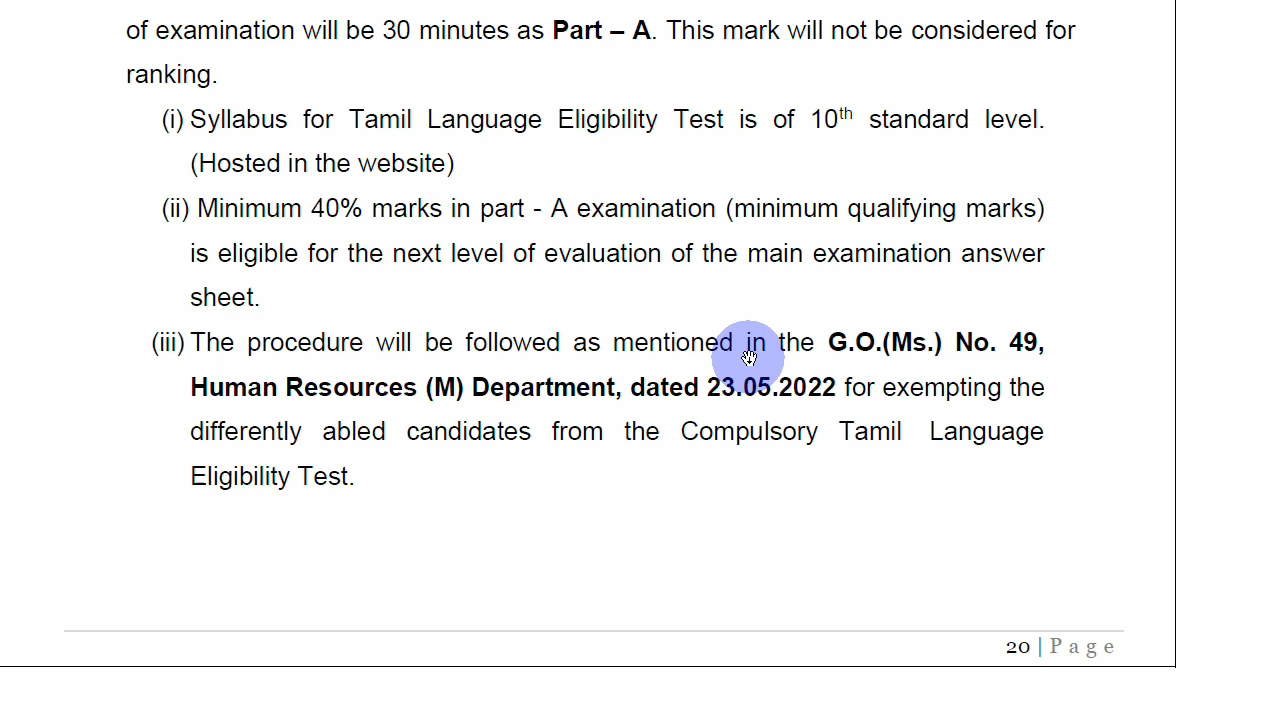 of examination will be 30 minutes as Part – A. This mark will not be considered for
ranking.
(i) Syllabus for Tamil Language Eligibility Test is of 10th standard level.
(Hosted in the website)
(ii) Minimum 40% marks in part - A examination (minimum qualifying marks)
is eligible for the next level of evaluation of the main examination answer
sheet.
(iii) The procedure will be followed as mentioned in the G.O.(Ms.) No. 49,
Human Resources (M) Department, dated 23.05.2022 for exempting the
differently abled candidates from the Compulsory Tamil Language
Eligibility Test.
20 | Page